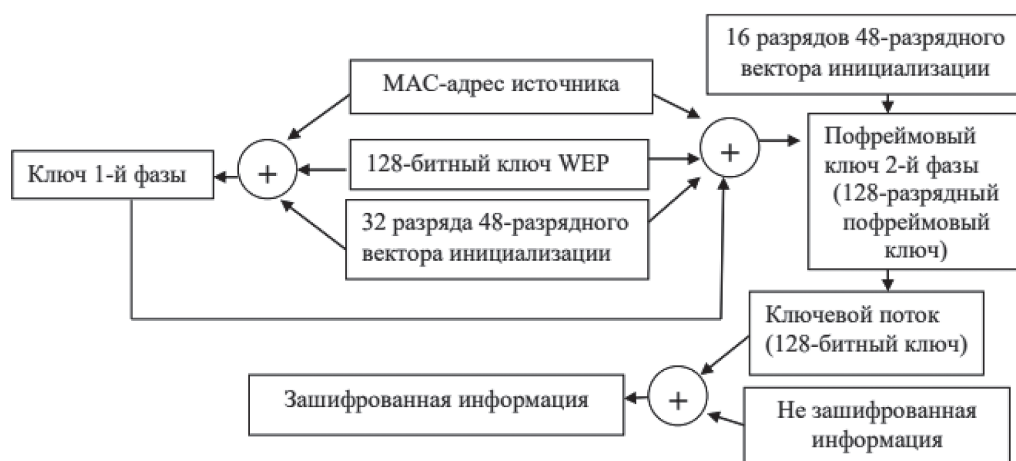 16 разрядов 48-разрядного
вектора инициализации
MAC-адрес источника
+
+
128-битный ключ WEP
Ключ 1-й фазы
32 разряда 48-разрядного
вектора инициализации
Пофреймовый
ключ 2-й фазы
(128-разрядный
пофреймовый
ключ)
Ключевой поток
(128-битный ключ)
Зашифрованная информация
+
Не зашифрованная
информация